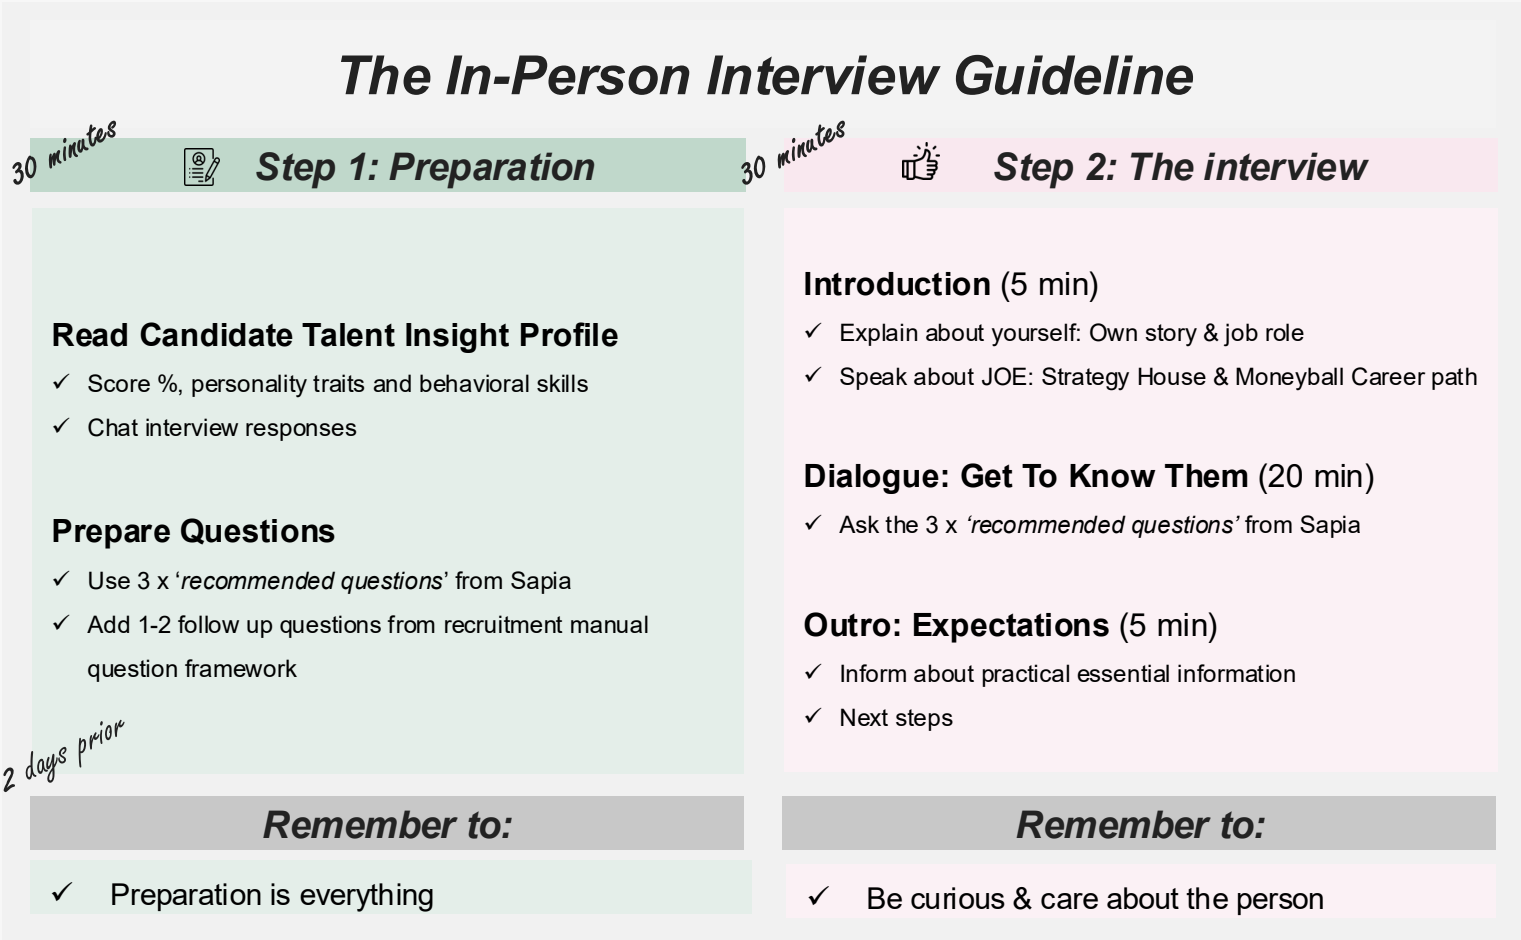 The In-Person Interview Guideline
30 minutes
Step 1: Preparation
Read Candidate Talent Insight Profile
✓ Score %, personality traits and behavioral skills
✓ Chat interview responses
Prepare Questions
✓ Use 3 x ‘recommended questions’ from Sapia
✓ Add 1-2 follow up questions from recruitment manual
question framework
2 days prior
Remember to:
✓ Preparation is everything
30 minutes
Step 2: The interview
Introduction (5 min)
✓ Explain about yourself: Own story & job role
✓ Speak about JOE: Strategy House & Moneyball Career path
Dialogue: Get To Know Them (20 min)
✓ Ask the 3 x ‘recommended questions’ from Sapia
Outro: Expectations (5 min)
✓ Inform about practical essential information
✓ Next steps
Remember to:
✓ Be curious & care about the person